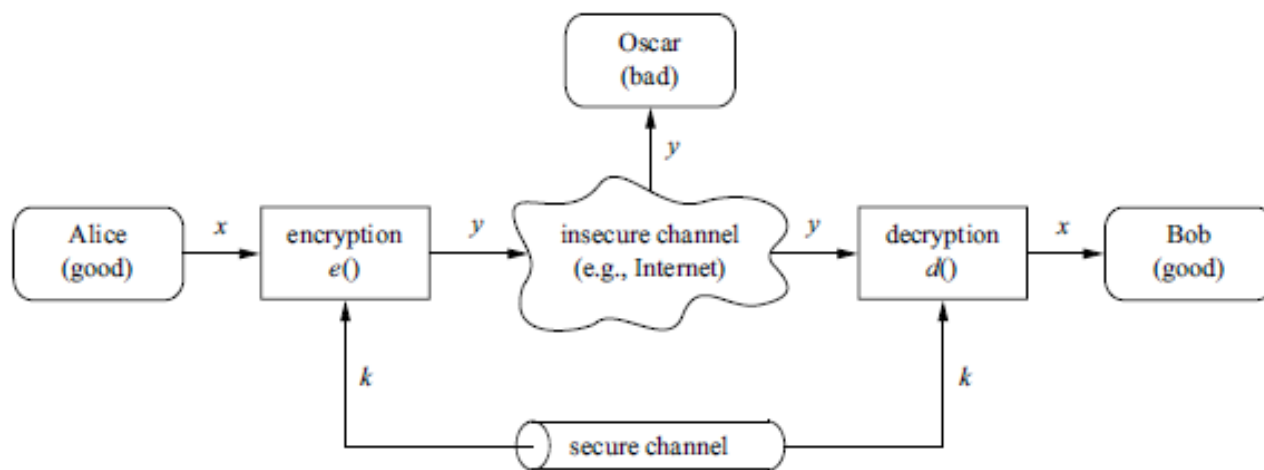 Oscar
(bad)
y
Alice
(good)
x
encryption
e()
y
insecure channel
(e.g., Internet)
y
decryption
d()
x
Bob
(good)
k
k
secure channel